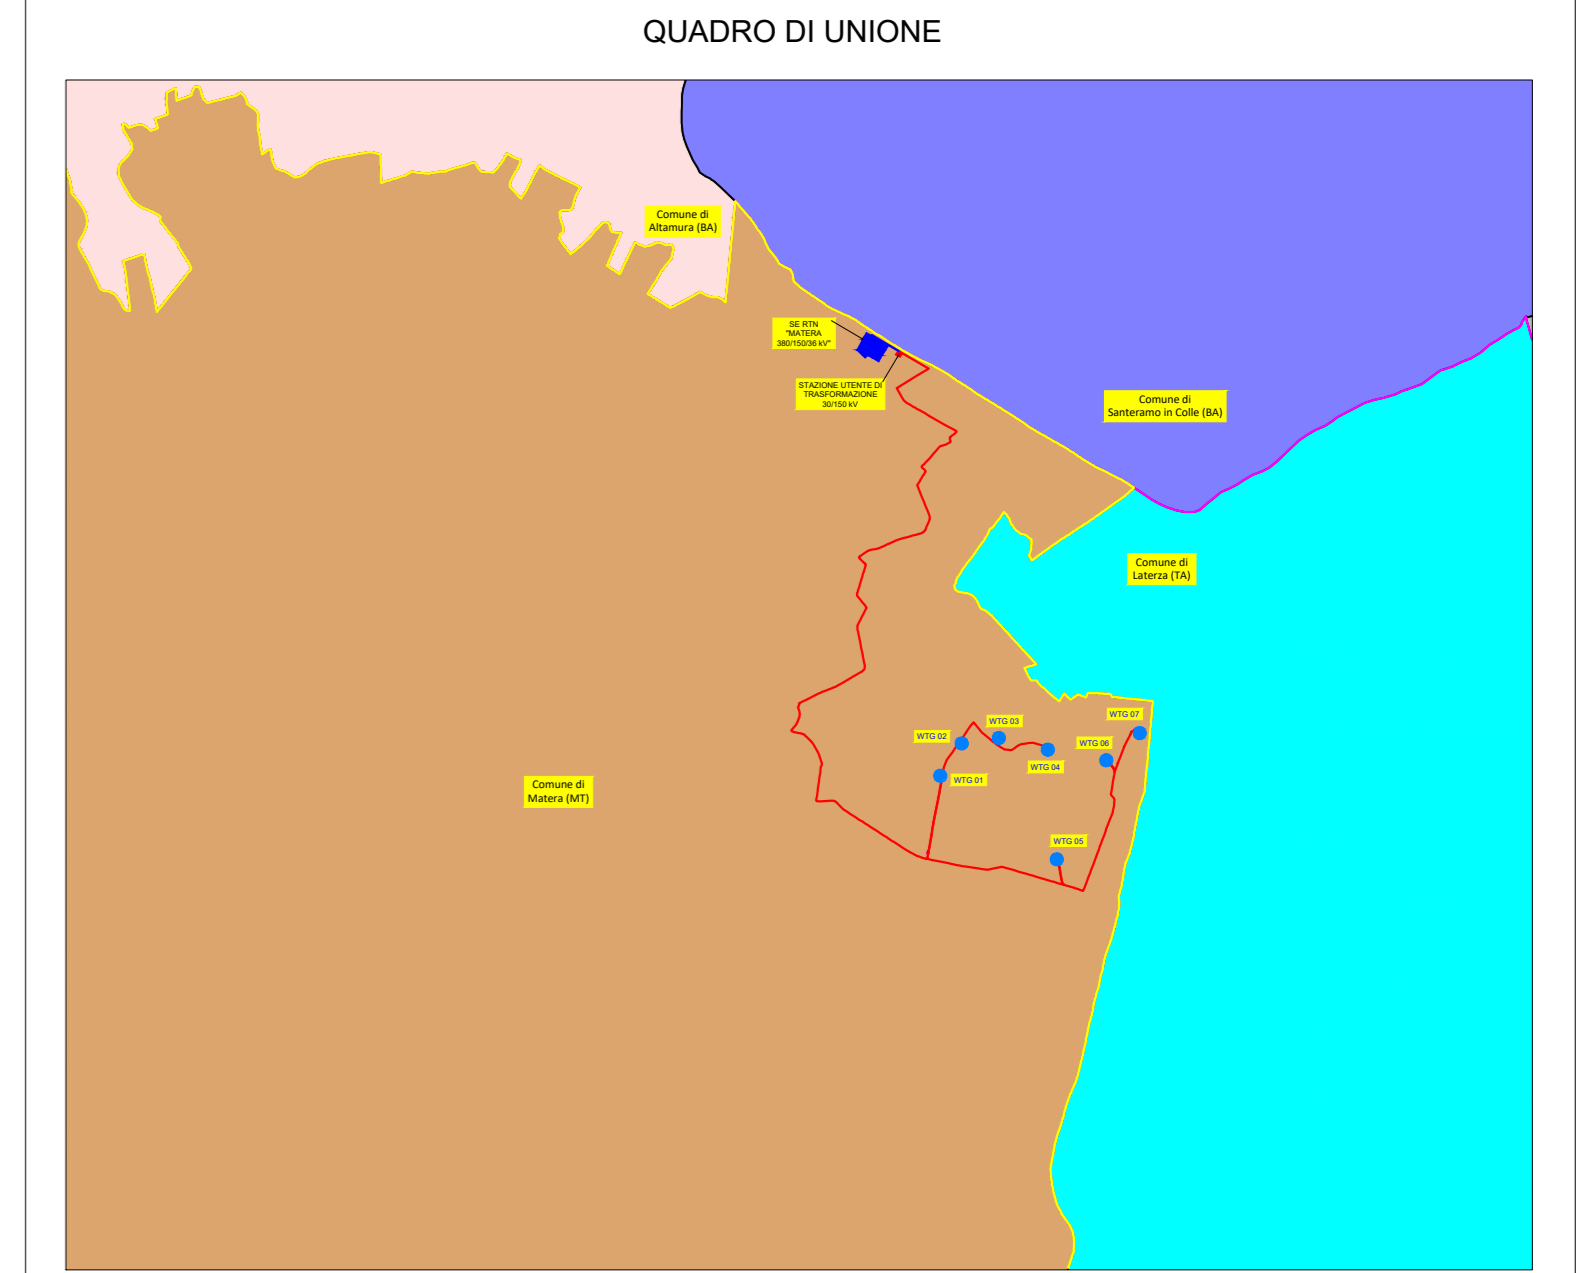 QUADRO DI UNIONE
Comune di
Altamura (BA)
SE RTN
"MATERA
380/150/36 kV"
STAZIONE UTENTE DI
TRASFORMAZIONE
30/150 kV
Comune di
Santeramo in Colle (BA)
Comune di
Laterza (TA)
WTG 07
WTG 03
WTG 02
WTG 06
WTG 04
WTG 01
Comune di
Matera (MT)
WTG 05